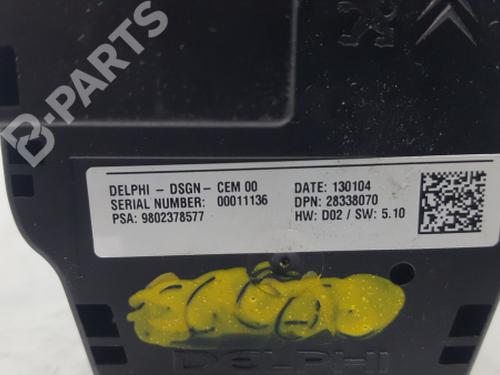 B-PARTS
DELPHI - DSGN - CEM 00
SERIAL NUMBER: 00011136
PSA: 9802378577
DATE: 130104
DPN: 28338070
HW: D02 / SW: 5.10
DELPHI